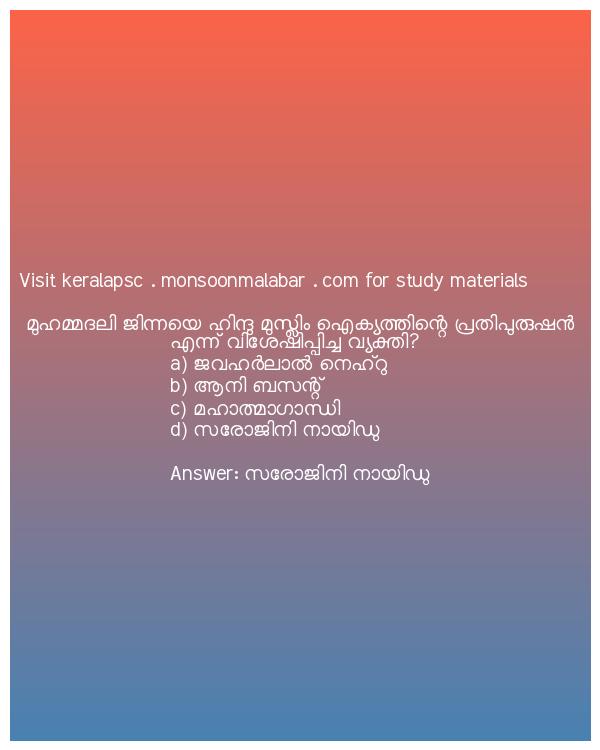 Visit keralapsc . monsoonmalabar . com for study materials
മുഹമ്മദലി ജിന്നയെ ഹിന്ദു മുസ്ലിം ഐക്യത്തിന്റെ പ്രതിപുരുഷൻ
എന്ന് വിശേഷിപ്പിച്ച വ്യക്തി?
a) ജവഹർലാൽ നെഹ്റു
b) ആനി ബസന്റ്
c) മഹാത്മാഗാന്ധി
d) സരോജിനി നായിഡു
Answer: സരോജിനി നായിഡു